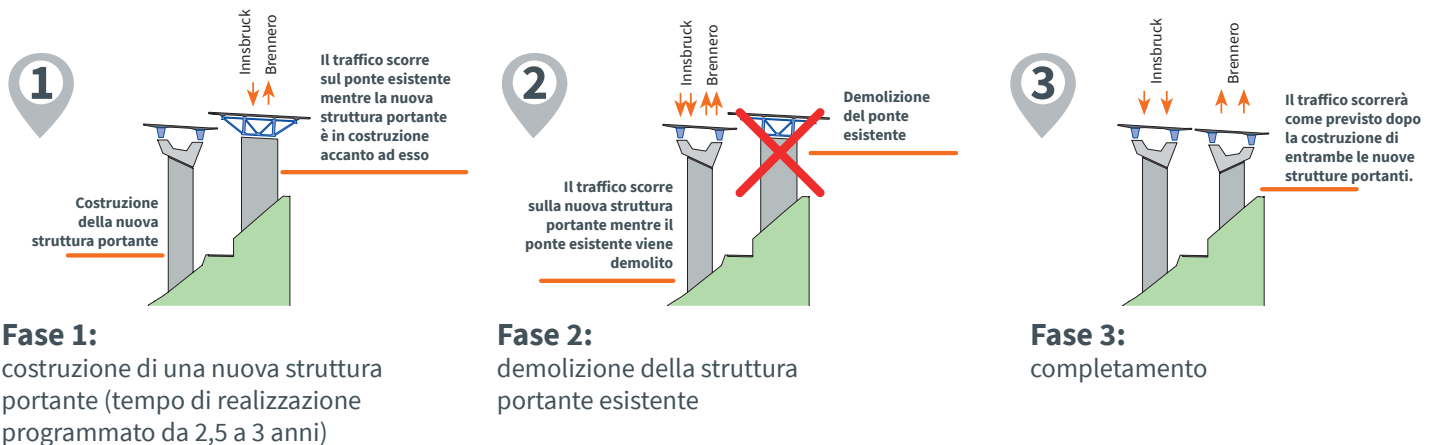 1
Innsbruck
Brennero
Il traffico scorre
sul ponte esistente
mentre la nuova
struttura portante
è in costruzione
accanto ad esso
Costruzione
della nuova
struttura portante
Fase 1:
costruzione di una nuova struttura
portante (tempo di realizzazione
programmato da 2,5 a 3 anni)
2
Innsbruck
Brennero
Demolizione
del ponte
esistente
Il traffico scorre
sulla nuova struttura
portante mentre il
ponte esistente viene
demolito
Fase 2:
demolizione della struttura
portante esistente
3
Innsbruck
Brennero
Il traffico scorrerà
come previsto dopo
la costruzione di
entrambe le nuove
strutture portanti.
Fase 3:
completamento